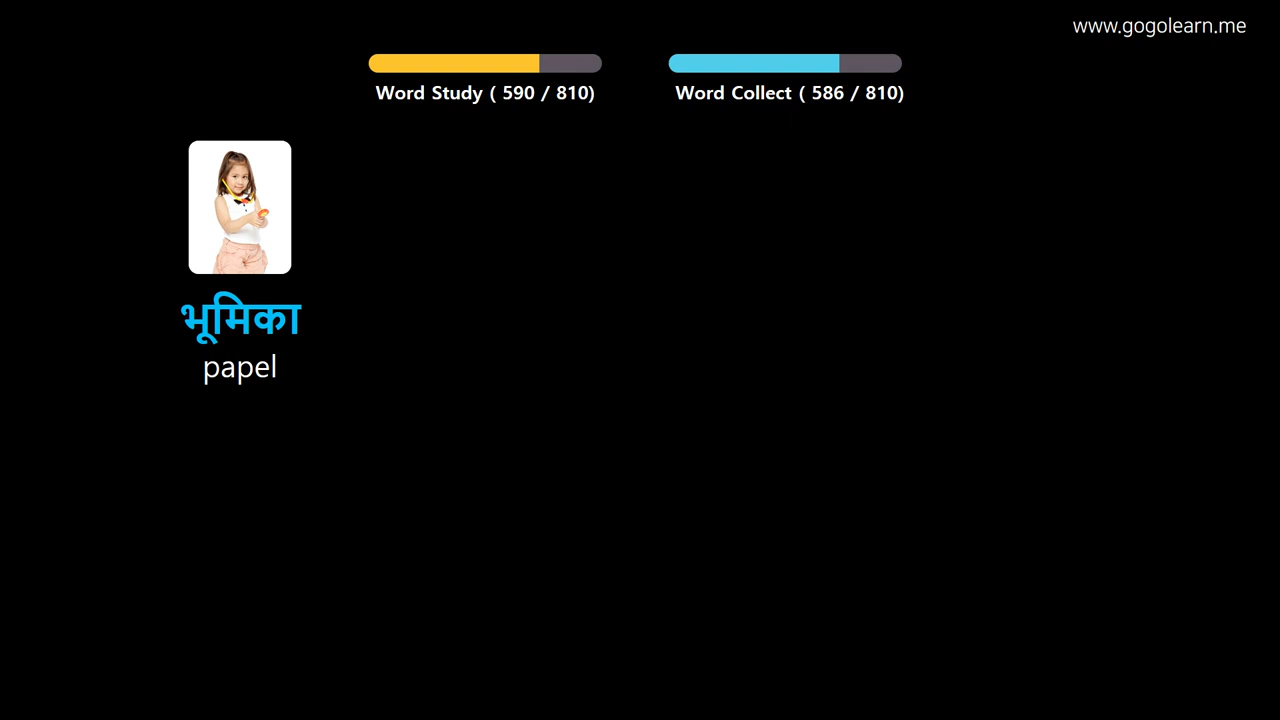 www.gogolearn.me
Word Study ( 590 / 810)
Word Collect ( 586 / 810)
भूमिका
papel